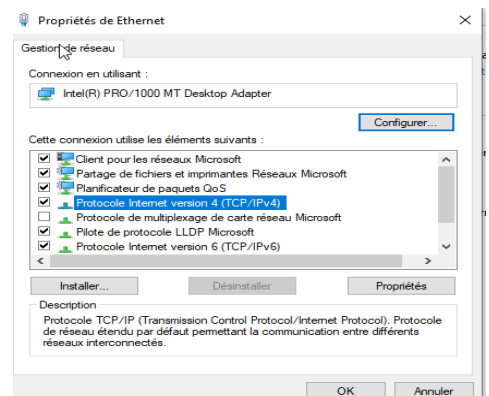 Propriétés de Ethernet
Gestion de réseau
Connexion en utilisant :
Intel(R) PRO/1000 MT Desktop Adapter
Configurer...
Cette connexion utilise les éléments suivants :
Client pour les réseaux Microsoft
Partage de fichiers et imprimantes Réseaux Microsoft
Planificateur de paquets QoS
Protocole Internet version 4 (TCP/IPv4)
Protocole de multiplexage de carte réseau Microsoft
Pilote de protocole LLDP Microsoft
Protocole Internet version 6 (TCP/IPv6)
Installer... Désinstaller Propriétés
Description
Protocole TCP/IP (Transmission Control Protocol/Internet Protocol). Protocole
de réseau étendu par défaut permettant la communication entre différents
réseaux interconnectés.
OK Annuler